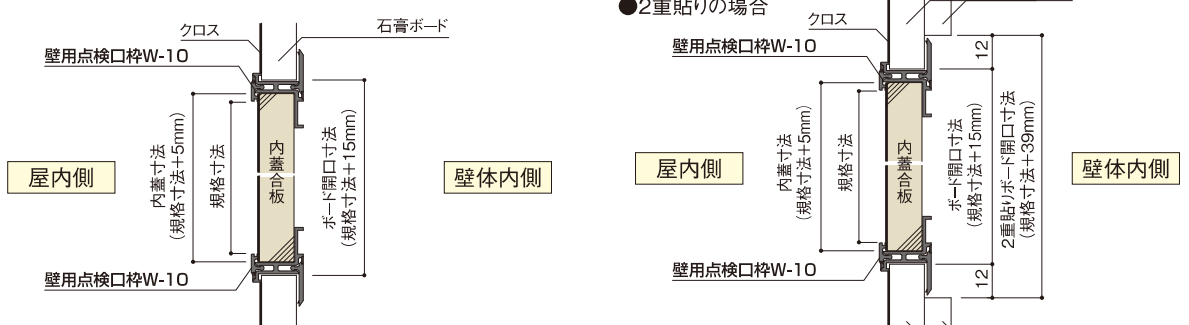 クロス
石膏ボード
壁用点検口枠W-10
屋内側
内蓋寸法
(規格寸法+5mm)
規格寸法
内蓋合板
ボード開口寸法
(規格寸法+15mm)
壁体内側
壁用点検口枠W-10
●2重貼りの場合
クロス
壁用点検口枠W-10
12
屋内側
内蓋寸法
(規格寸法+5mm)
規格寸法
内蓋合板
ボード開口寸法
(規格寸法+15mm)
2重貼りボード開口寸法
(規格寸法+39mm)
壁体内側
壁用点検口枠W-10
12